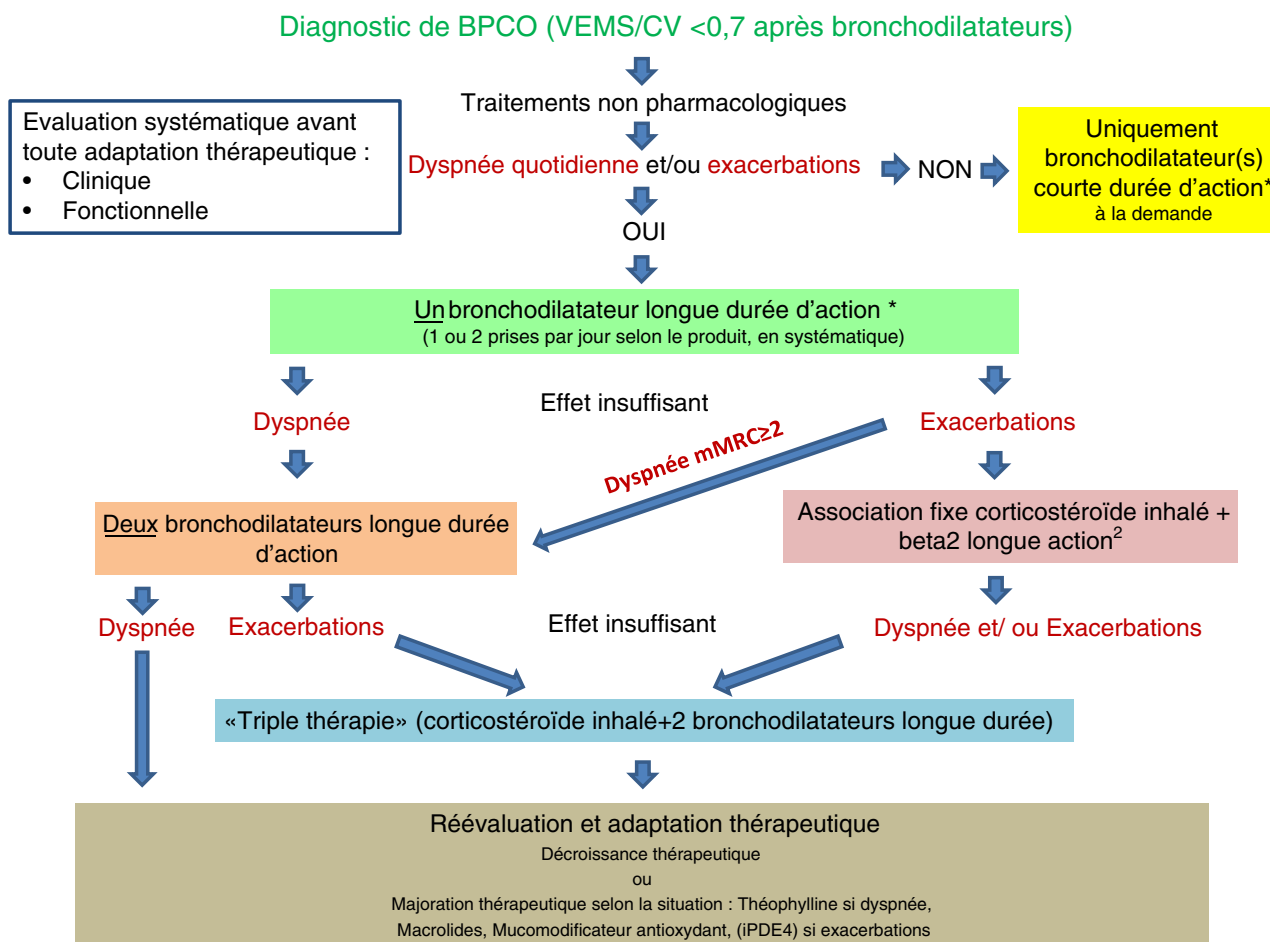 Diagnostic de BPCO (VEMS/CV <0,7 après bronchodilatateurs)
Traitements non pharmacologiques
Evaluation systématique avant
toute adaptation thérapeutique :
• Clinique
• Fonctionnelle
Dyspnée quotidienne et/ou exacerbations
NON
Uniquement
bronchodilatateur(s)
courte durée d'action*
à la demande
OUI
Un bronchodilatateur longue durée d'action *
(1 ou 2 prises par jour selon le produit, en systématique)
Effet insuffisant
Dyspnée
Exacerbations
Dyspnée mMRC≥2
Deux bronchodilatateurs longue durée
d'action
Association fixe corticostéroïde inhalé +
beta2 longue action²
Dyspnée
Exacerbations
Effet insuffisant
Dyspnée et/ ou Exacerbations
«Triple thérapie» (corticostéroïde inhalé+2 bronchodilatateurs longue durée)
Réévaluation et adaptation thérapeutique
Décroissance thérapeutique
ou
Majoration thérapeutique selon la situation : Théophylline si dyspnée,
Macrolides, Mucomodificateur antioxydant, (iPDE4) si exacerbations